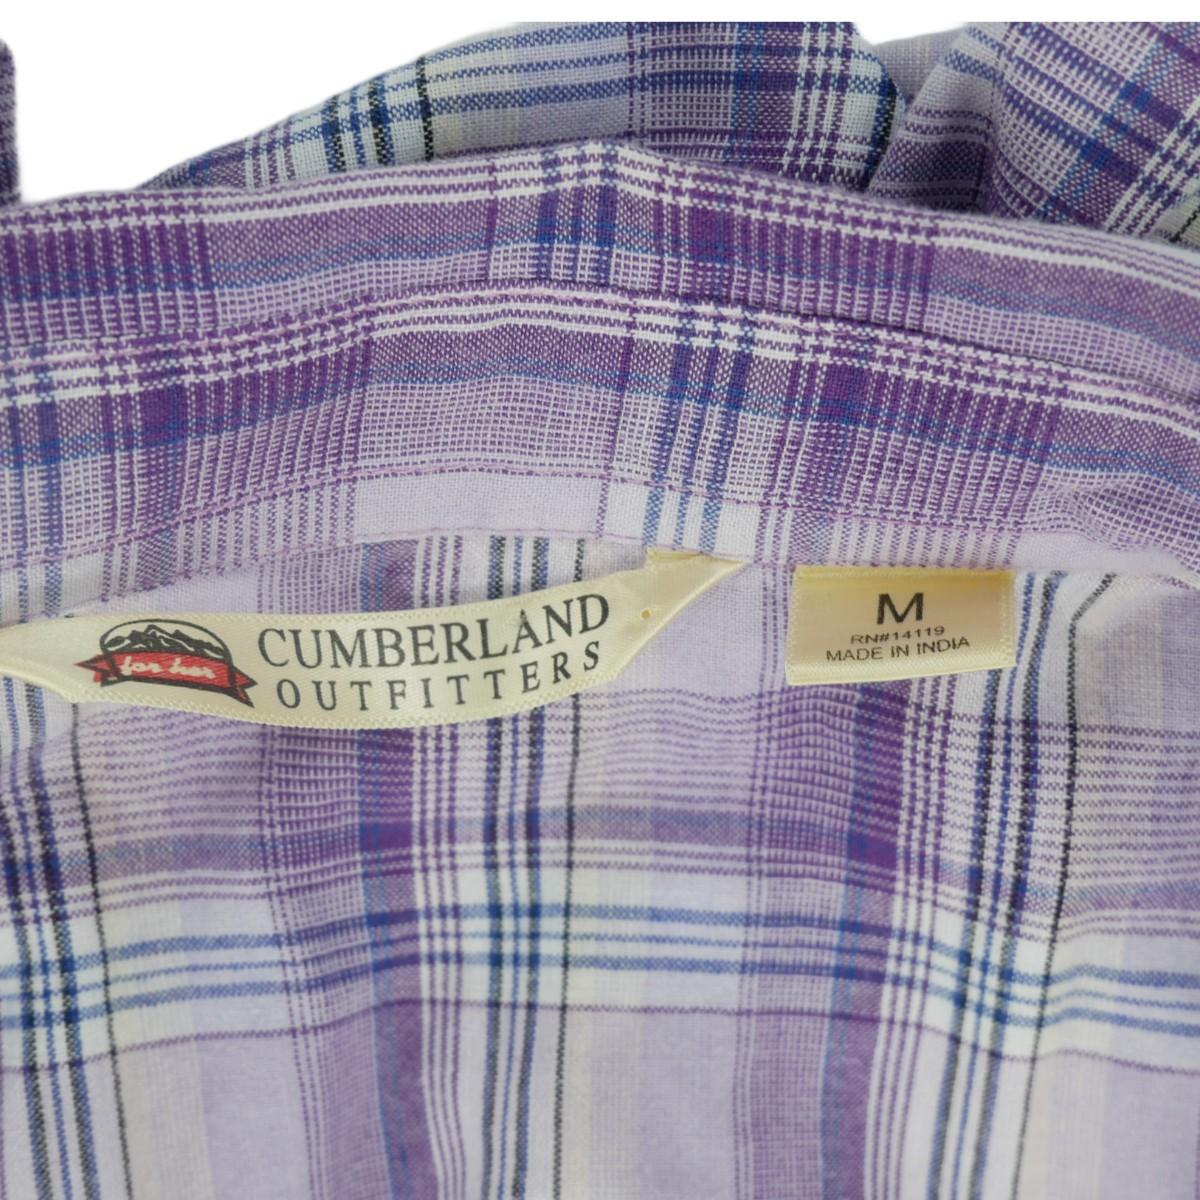 for her
CUMBERLAND
OUTFITTERS
M
RN#14119
MADE IN INDIA